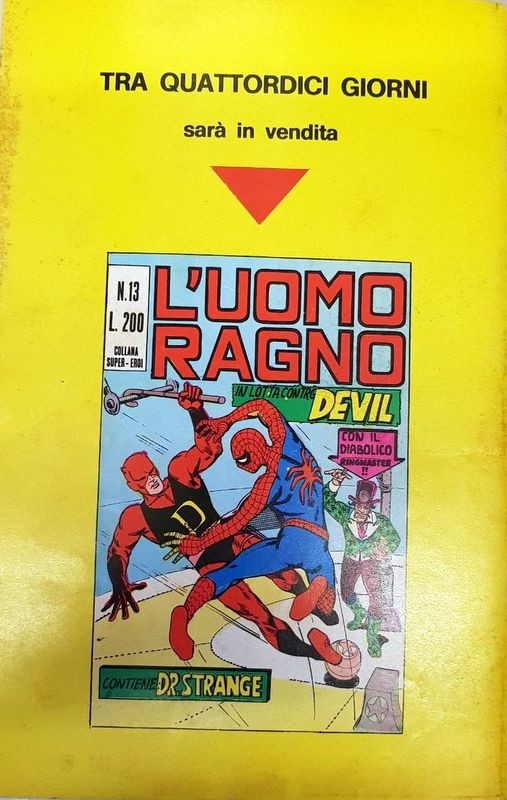 TRA QUATTORDICI GIORNI
sarà in vendita
N.13
L. 200
COLLANA
SUPER-EROI
L'UOMO
RAGNO
IN LOTTA CONTRO
DEVIL
CON IL
DIABOLICO
RINGMASTER
!!
D
CONTIENE: DR. STRANGE